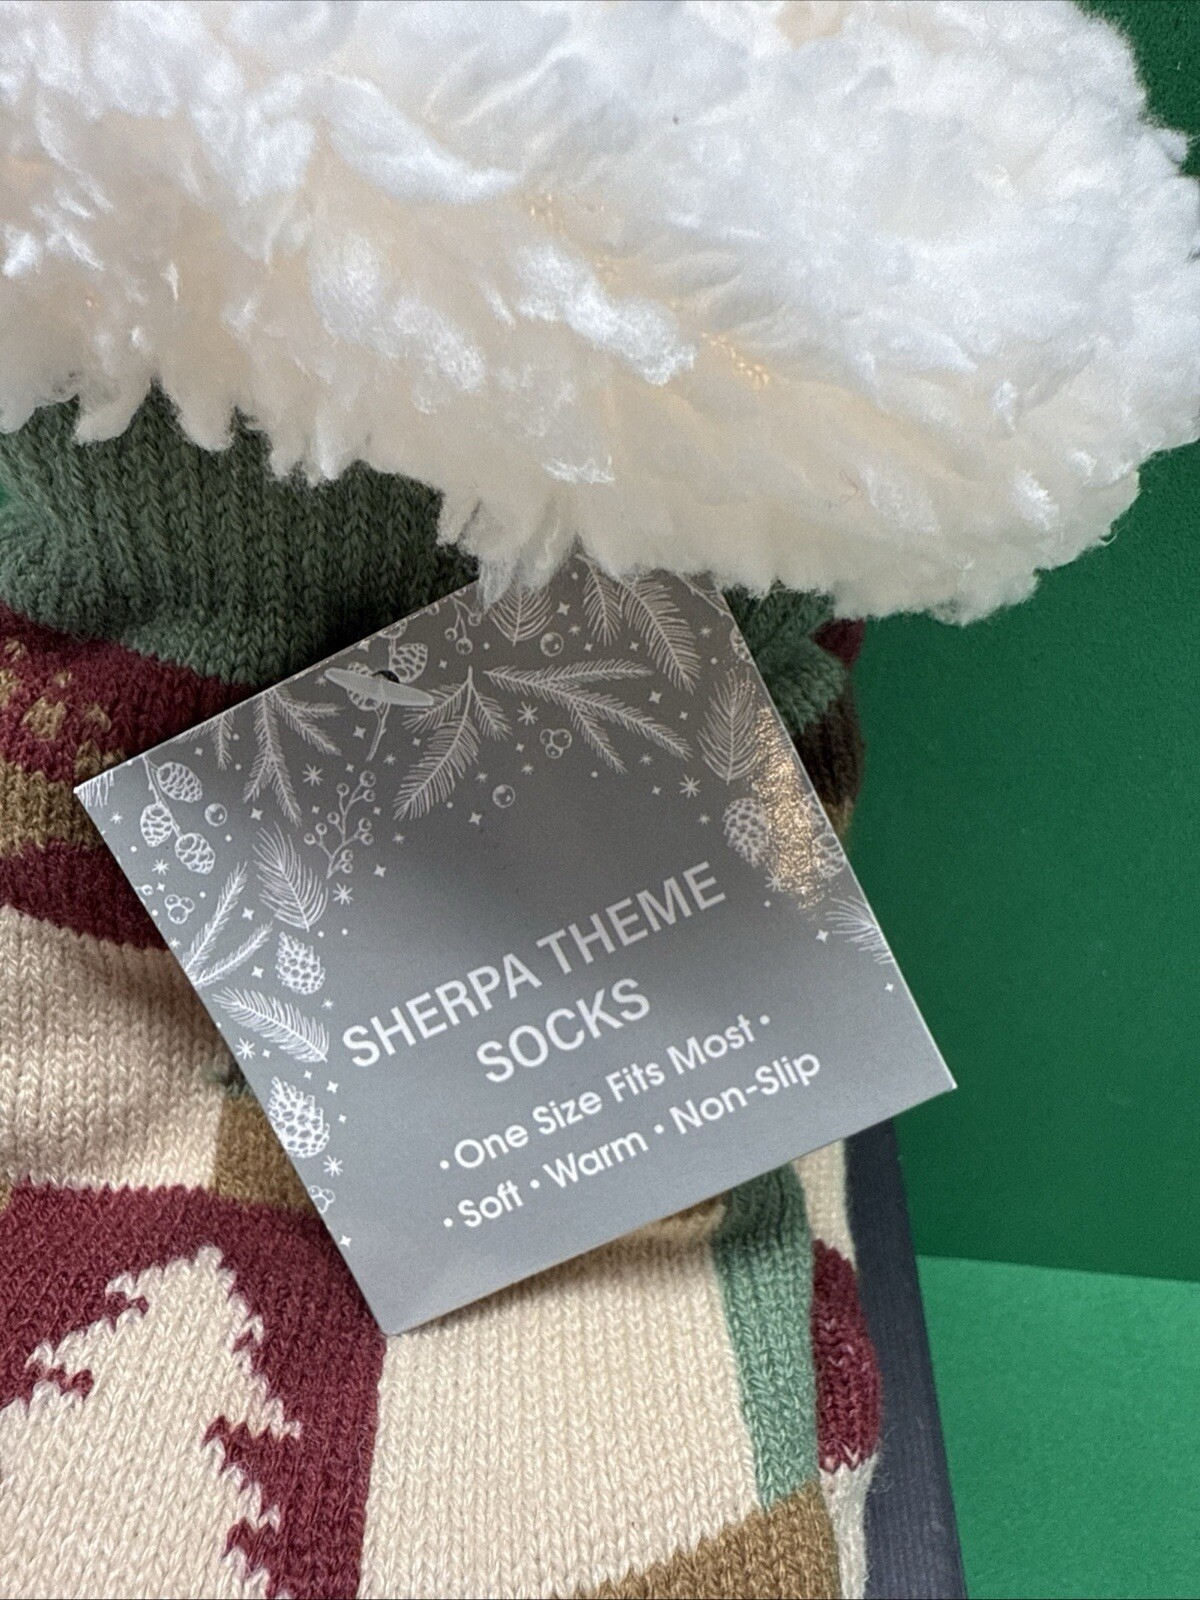 SHERPA THEME
SOCKS
• One Size Fits Most •
• Soft • Warm • Non-Slip